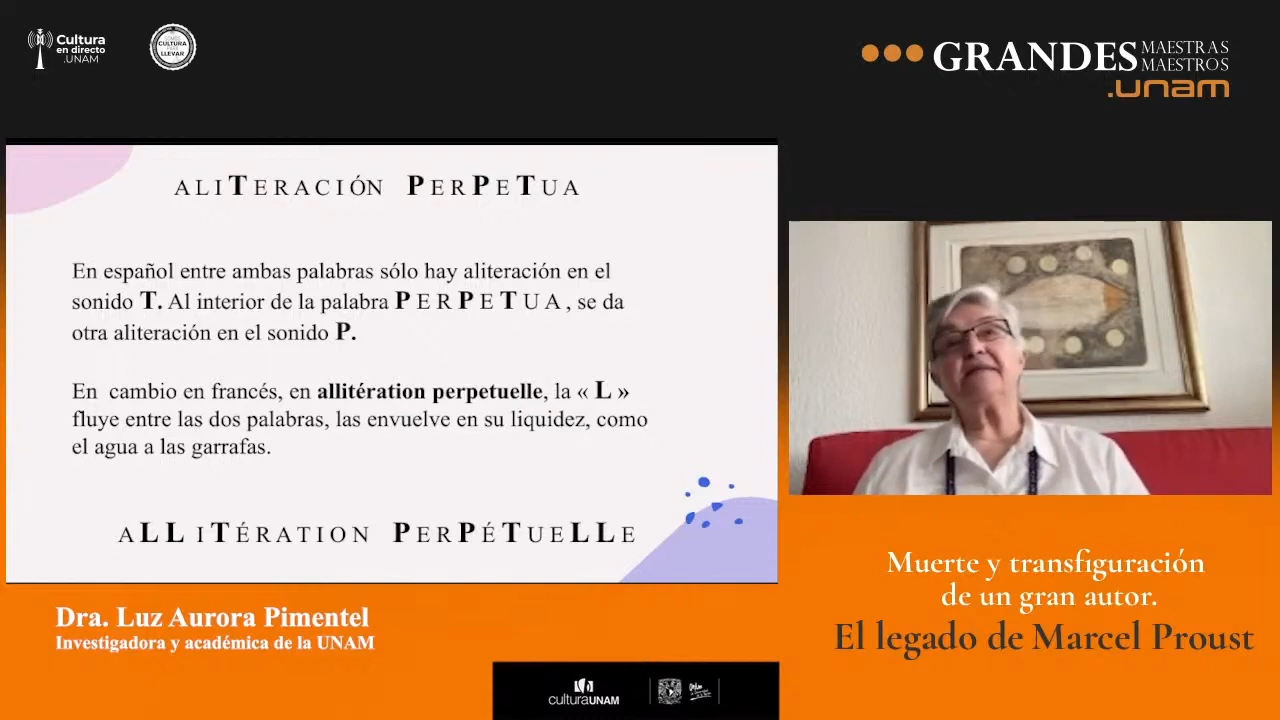 Cultura
en directo
.UNAM
CULTURA
LLEVAR
GRANDES MAESTRAS
MAESTROS
.unam
ALITERACIÓN PERPETUA
En español entre ambas palabras sólo hay aliteración en el
sonido T. Al interior de la palabra PERPETUA, se da
otra aliteración en el sonido P.
En cambio en francés, en allitération perpetuelle, la « L »
fluye entre las dos palabras, las envuelve en su liquidez, como
el agua a las garrafas.
ALLITÉRATION PERPÉTUELLE
Dra. Luz Aurora Pimentel
Investigadora y académica de la UNAM
Muerte y transfiguración
de un gran autor.
El legado de Marcel Proust
culturaUNAM